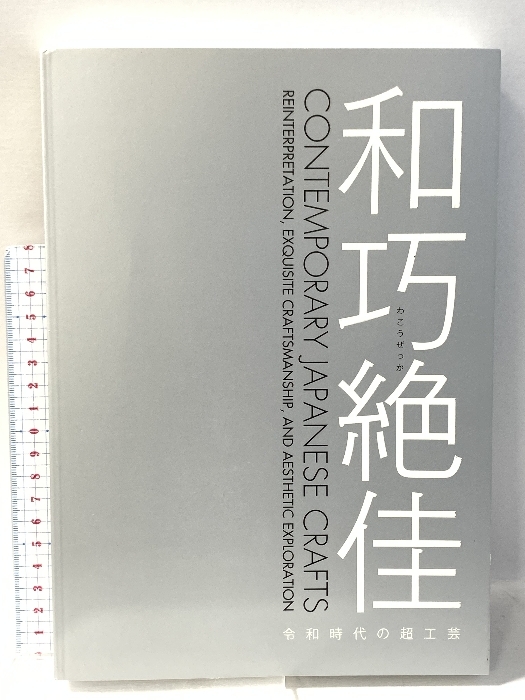 和巧絶佳
わこうぜっか
CONTEMPORARY JAPANESE CRAFTS
REINTERPRETATION, EXQUISITE CRAFTSMANSHIP, AND AESTHETIC EXPLORATION
令和時代の超工芸